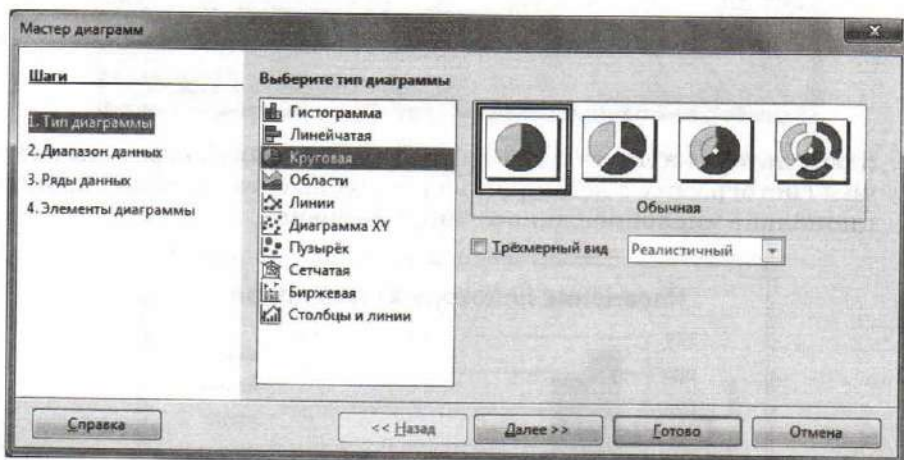 Мастер диаграмм
Шаги
1. Тип диаграммы
2. Диапазон данных
3. Ряды данных
4. Элементы диаграммы
Выберите тип диаграммы
Гистограмма
Линейчатая
Круговая
Области
Линии
Диаграмма XY
Пузырёк
Сетчатая
Биржевая
Столбцы и линии
Обычная
Трёхмерный вид
Реалистичный
Справка
<< Назад
Далее >>
Готово
Отмена